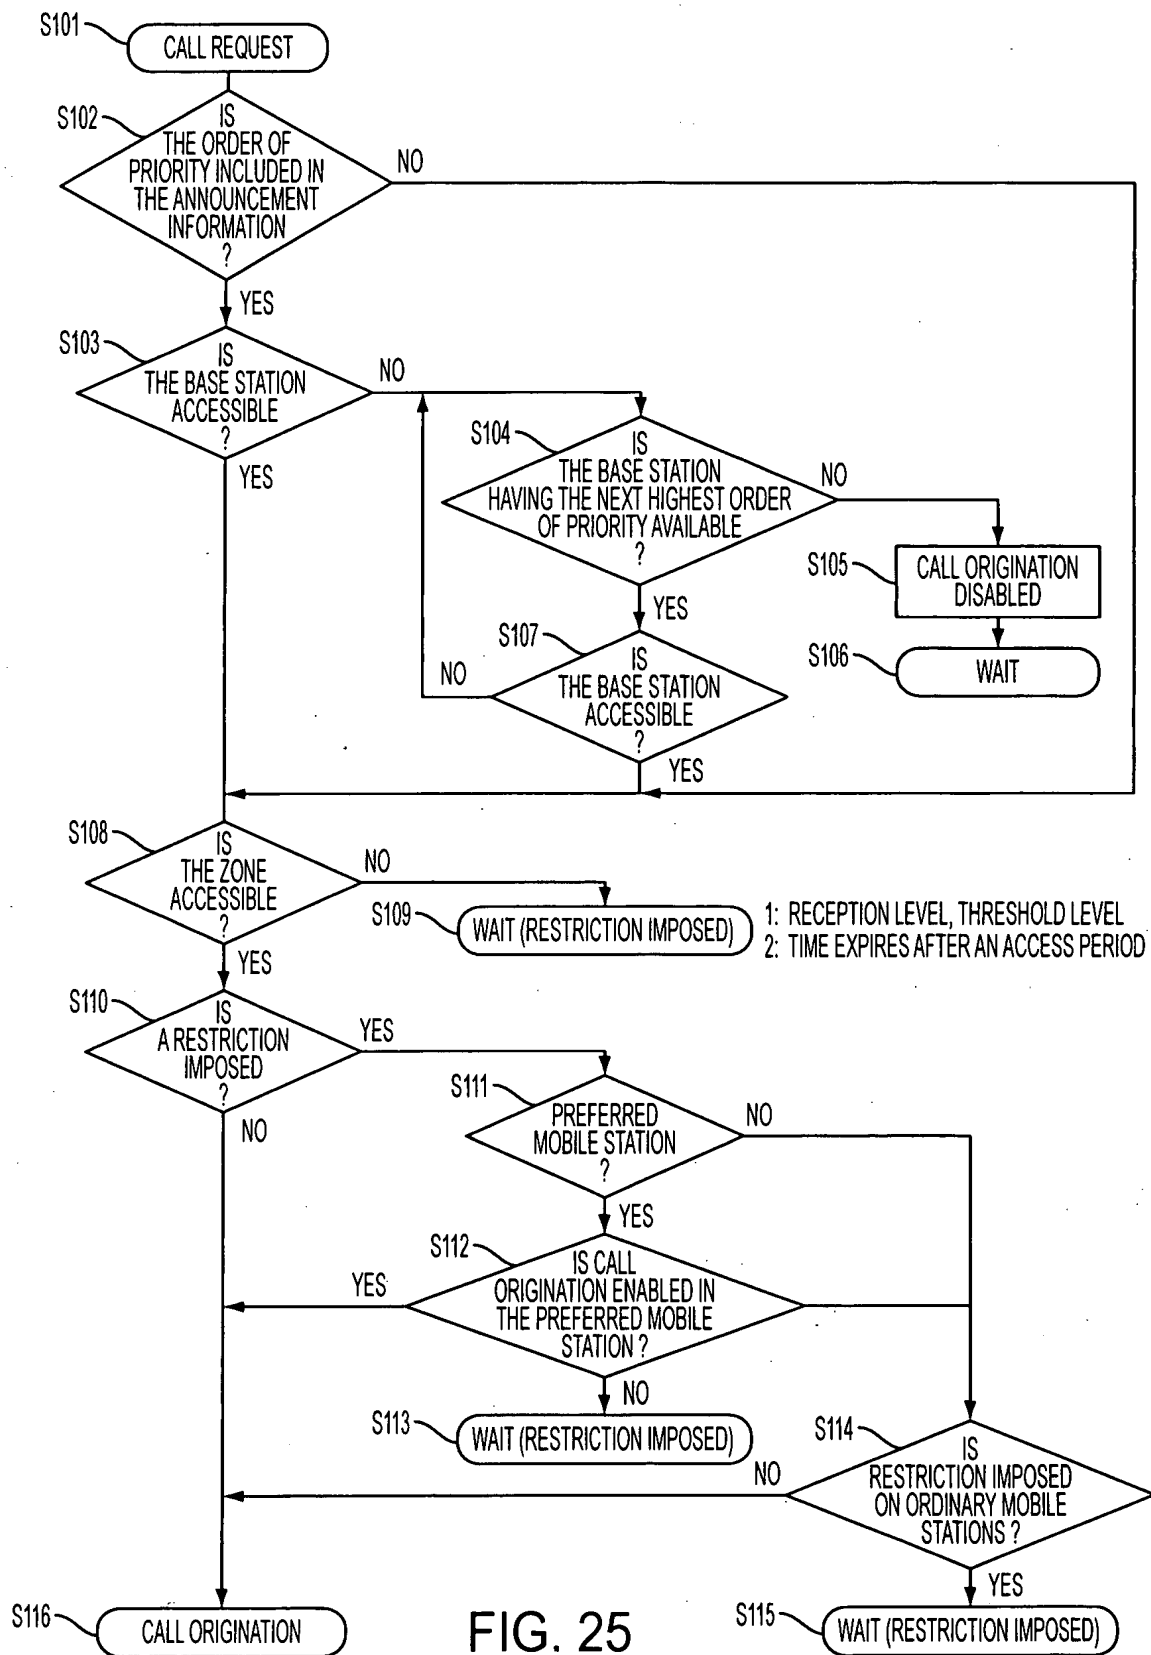 S101
CALL REQUEST
S102
IS
THE ORDER OF
PRIORITY INCLUDED IN
THE ANNOUNCEMENT
INFORMATION
?
NO
YES
S103
IS
THE BASE STATION
ACCESSIBLE
?
NO
YES
S104
IS
THE BASE STATION
HAVING THE NEXT HIGHEST ORDER
OF PRIORITY AVAILABLE
?
NO
YES
S105
CALL ORIGINATION
DISABLED
S106
WAIT
S107
IS
THE BASE STATION
ACCESSIBLE
?
NO
YES
S108
IS
THE ZONE
ACCESSIBLE
?
NO
YES
S109
WAIT (RESTRICTION IMPOSED)
1: RECEPTION LEVEL, THRESHOLD LEVEL
2: TIME EXPIRES AFTER AN ACCESS PERIOD
S110
IS
A RESTRICTION
IMPOSED
?
YES
NO
S111
PREFERRED
MOBILE STATION
?
NO
YES
S112
IS CALL
ORIGINATION ENABLED IN
THE PREFERRED MOBILE
STATION ?
YES
NO
S113
WAIT (RESTRICTION IMPOSED)
S114
IS
RESTRICTION IMPOSED
ON ORDINARY MOBILE
STATIONS ?
NO
YES
S115
WAIT (RESTRICTION IMPOSED)
S116
CALL ORIGINATION
FIG. 25